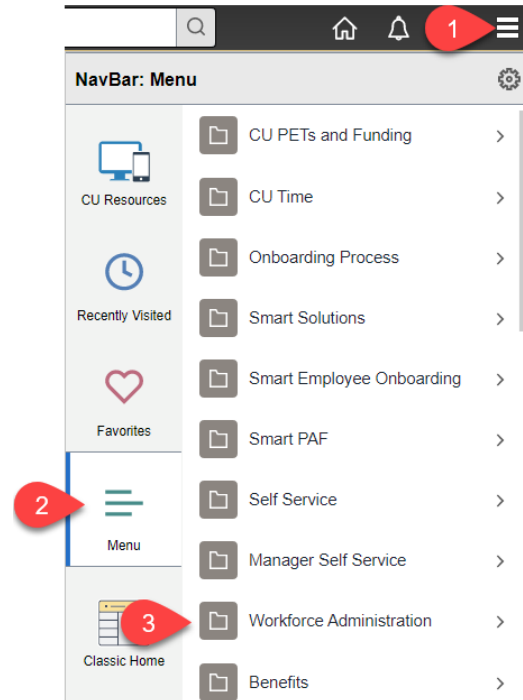 1
NavBar: Menu
CU Resources
Recently Visited
Favorites
2
Menu
Classic Home
CU PETs and Funding
CU Time
Onboarding Process
Smart Solutions
Smart Employee Onboarding
Smart PAF
Self Service
Manager Self Service
3
Workforce Administration
Benefits